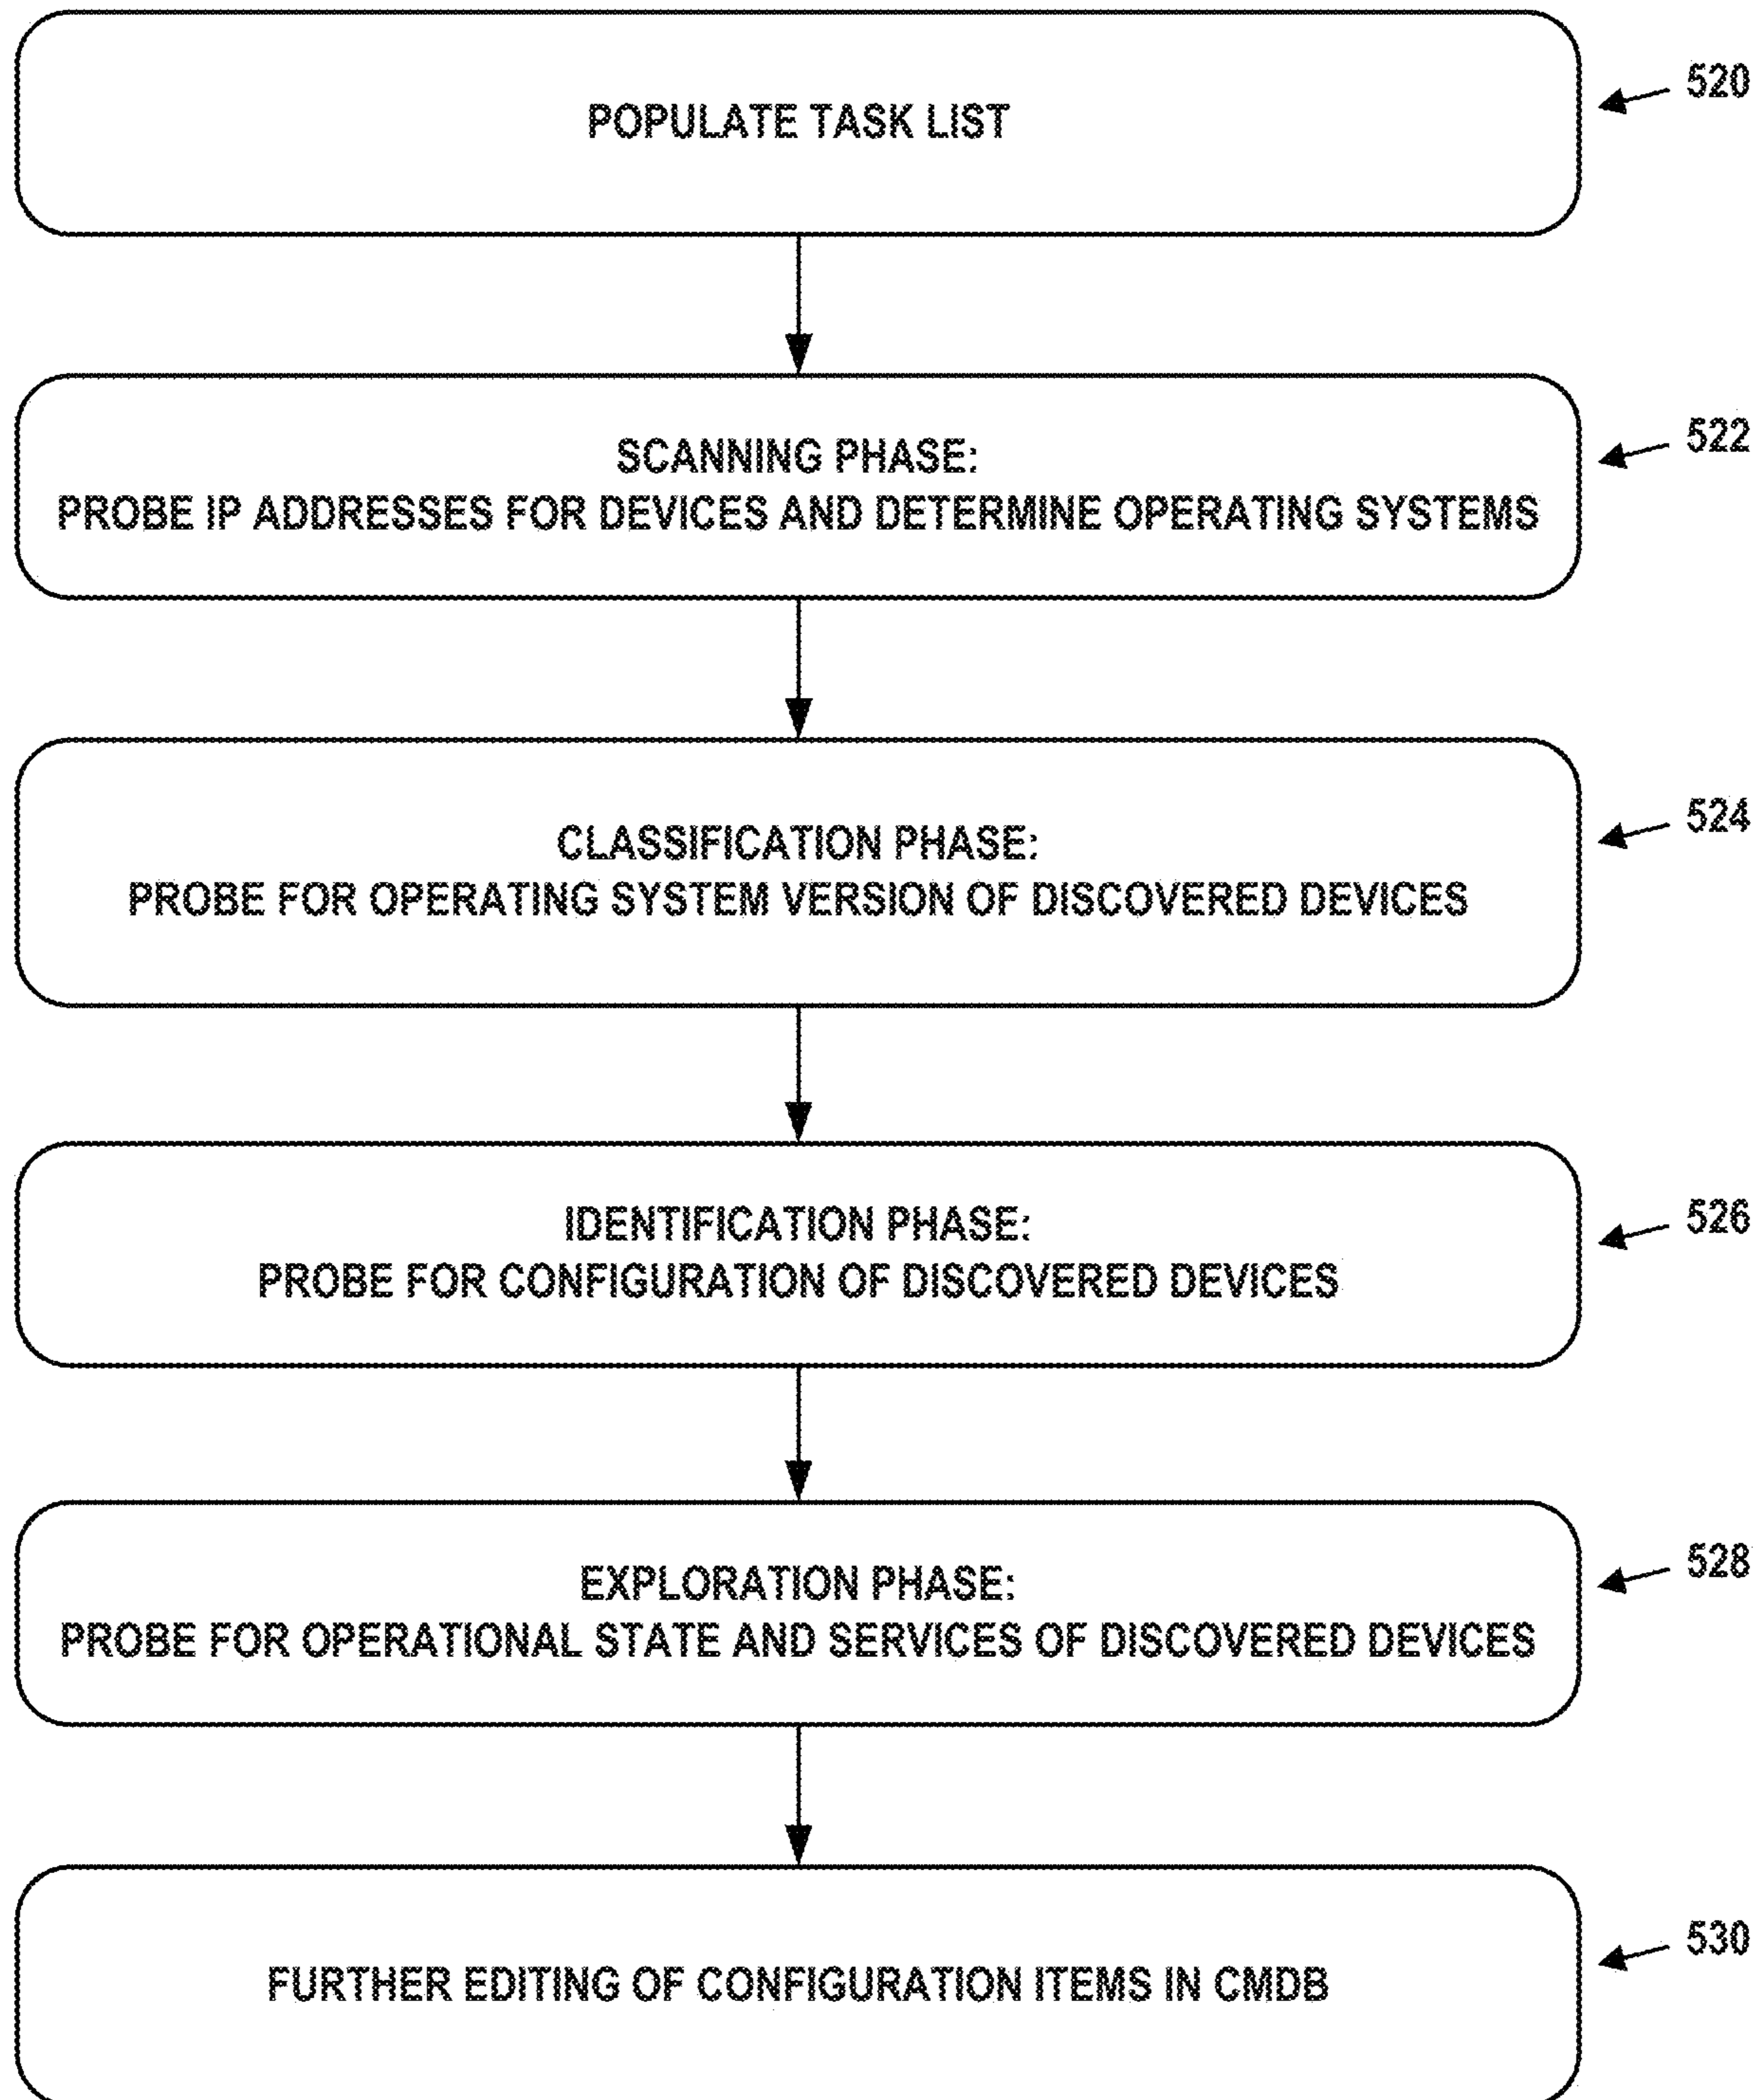 POPULATE TASK LIST
520
SCANNING PHASE:
PROBE IP ADDRESSES FOR DEVICES AND DETERMINE OPERATING SYSTEMS
522
CLASSIFICATION PHASE:
PROBE FOR OPERATING SYSTEM VERSION OF DISCOVERED DEVICES
524
IDENTIFICATION PHASE:
PROBE FOR CONFIGURATION OF DISCOVERED DEVICES
526
EXPLORATION PHASE:
PROBE FOR OPERATIONAL STATE AND SERVICES OF DISCOVERED DEVICES
528
FURTHER EDITING OF CONFIGURATION ITEMS IN CMDB
530